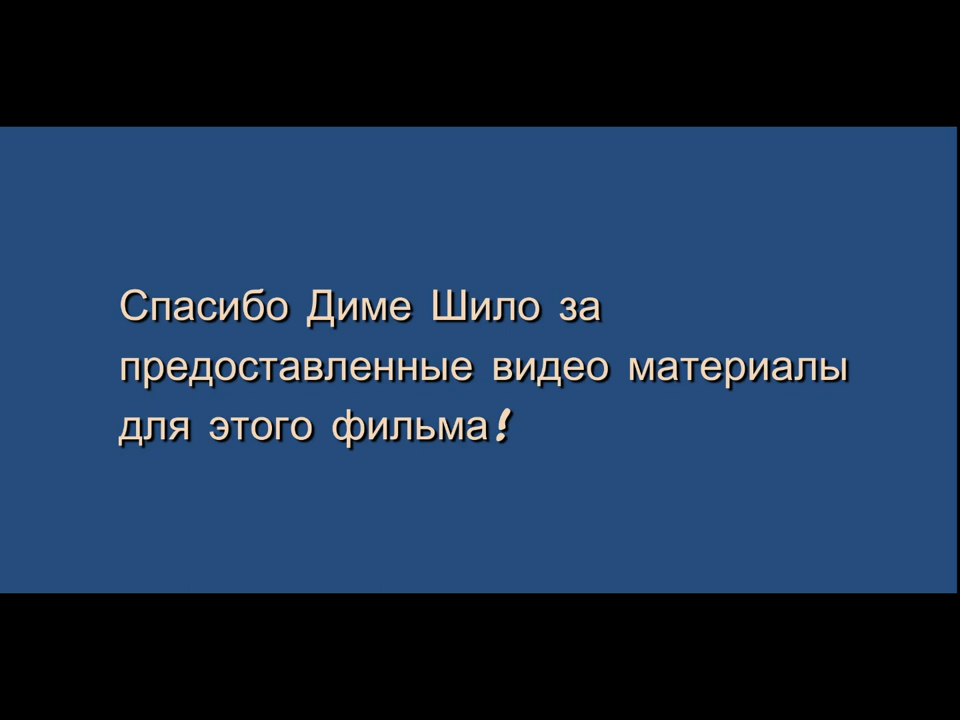 Спасибо Диме Шило за
предоставленные видео материалы
для этого фильма!